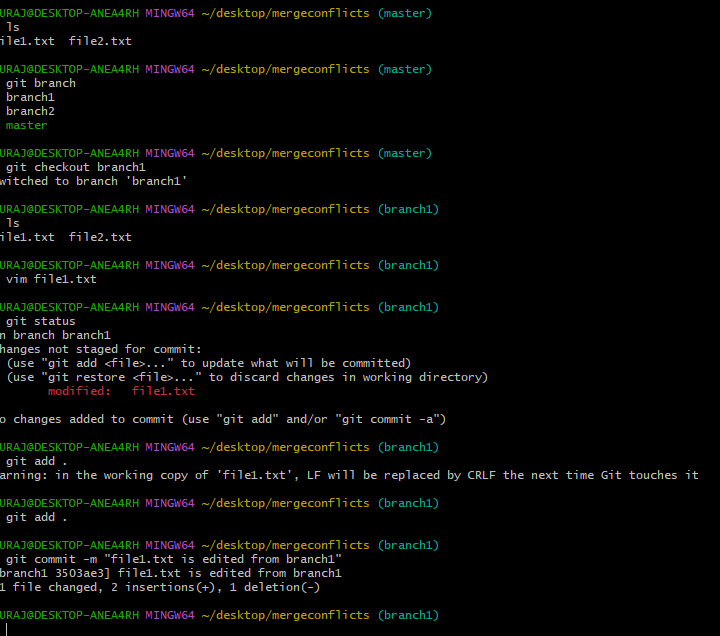 URAJ@DESKTOP-ANEA4RH MINGW64 ~/desktop/mergeconflicts (master)
ls
ile1.txt  file2.txt
URAJ@DESKTOP-ANEA4RH MINGW64 ~/desktop/mergeconflicts (master)
git branch
branch1
branch2
master
URAJ@DESKTOP-ANEA4RH MINGW64 ~/desktop/mergeconflicts (master)
git checkout branch1
witched to branch 'branch1'
URAJ@DESKTOP-ANEA4RH MINGW64 ~/desktop/mergeconflicts (branch1)
ls
ile1.txt  file2.txt
URAJ@DESKTOP-ANEA4RH MINGW64 ~/desktop/mergeconflicts (branch1)
vim file1.txt
URAJ@DESKTOP-ANEA4RH MINGW64 ~/desktop/mergeconflicts (branch1)
git status
n branch branch1
hanges not staged for commit:
(use "git add <file>..." to update what will be committed)
(use "git restore <file>..." to discard changes in working directory)
modified:   file1.txt
o changes added to commit (use "git add" and/or "git commit -a")
URAJ@DESKTOP-ANEA4RH MINGW64 ~/desktop/mergeconflicts (branch1)
git add .
arning: in the working copy of 'file1.txt', LF will be replaced by CRLF the next time Git touches it
URAJ@DESKTOP-ANEA4RH MINGW64 ~/desktop/mergeconflicts (branch1)
git add .
URAJ@DESKTOP-ANEA4RH MINGW64 ~/desktop/mergeconflicts (branch1)
git commit -m "file1.txt is edited from branch1"
branch1 3503ae3] file1.txt is edited from branch1
1 file changed, 2 insertions(+), 1 deletion(-)
URAJ@DESKTOP-ANEA4RH MINGW64 ~/desktop/mergeconflicts (branch1)